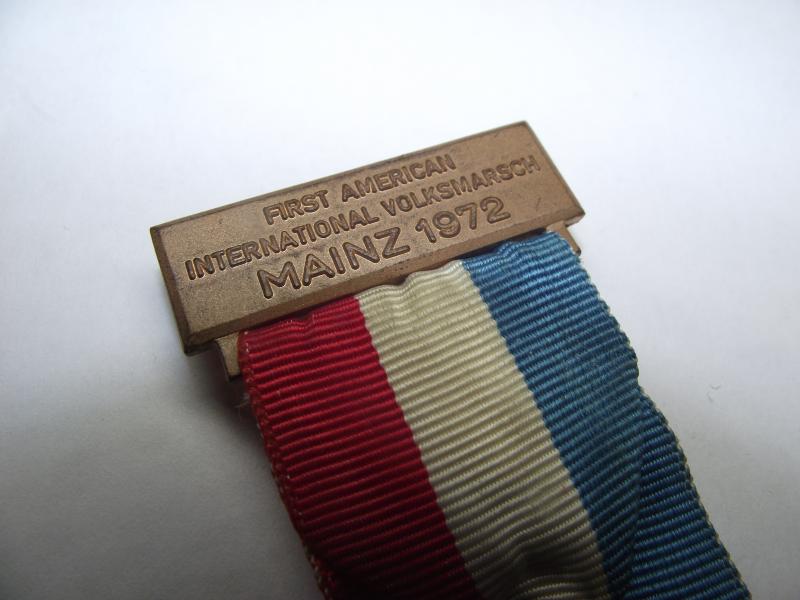 FIRST AMERICAN
INTERNATIONAL VOLKSMARSCH
MAINZ 1972